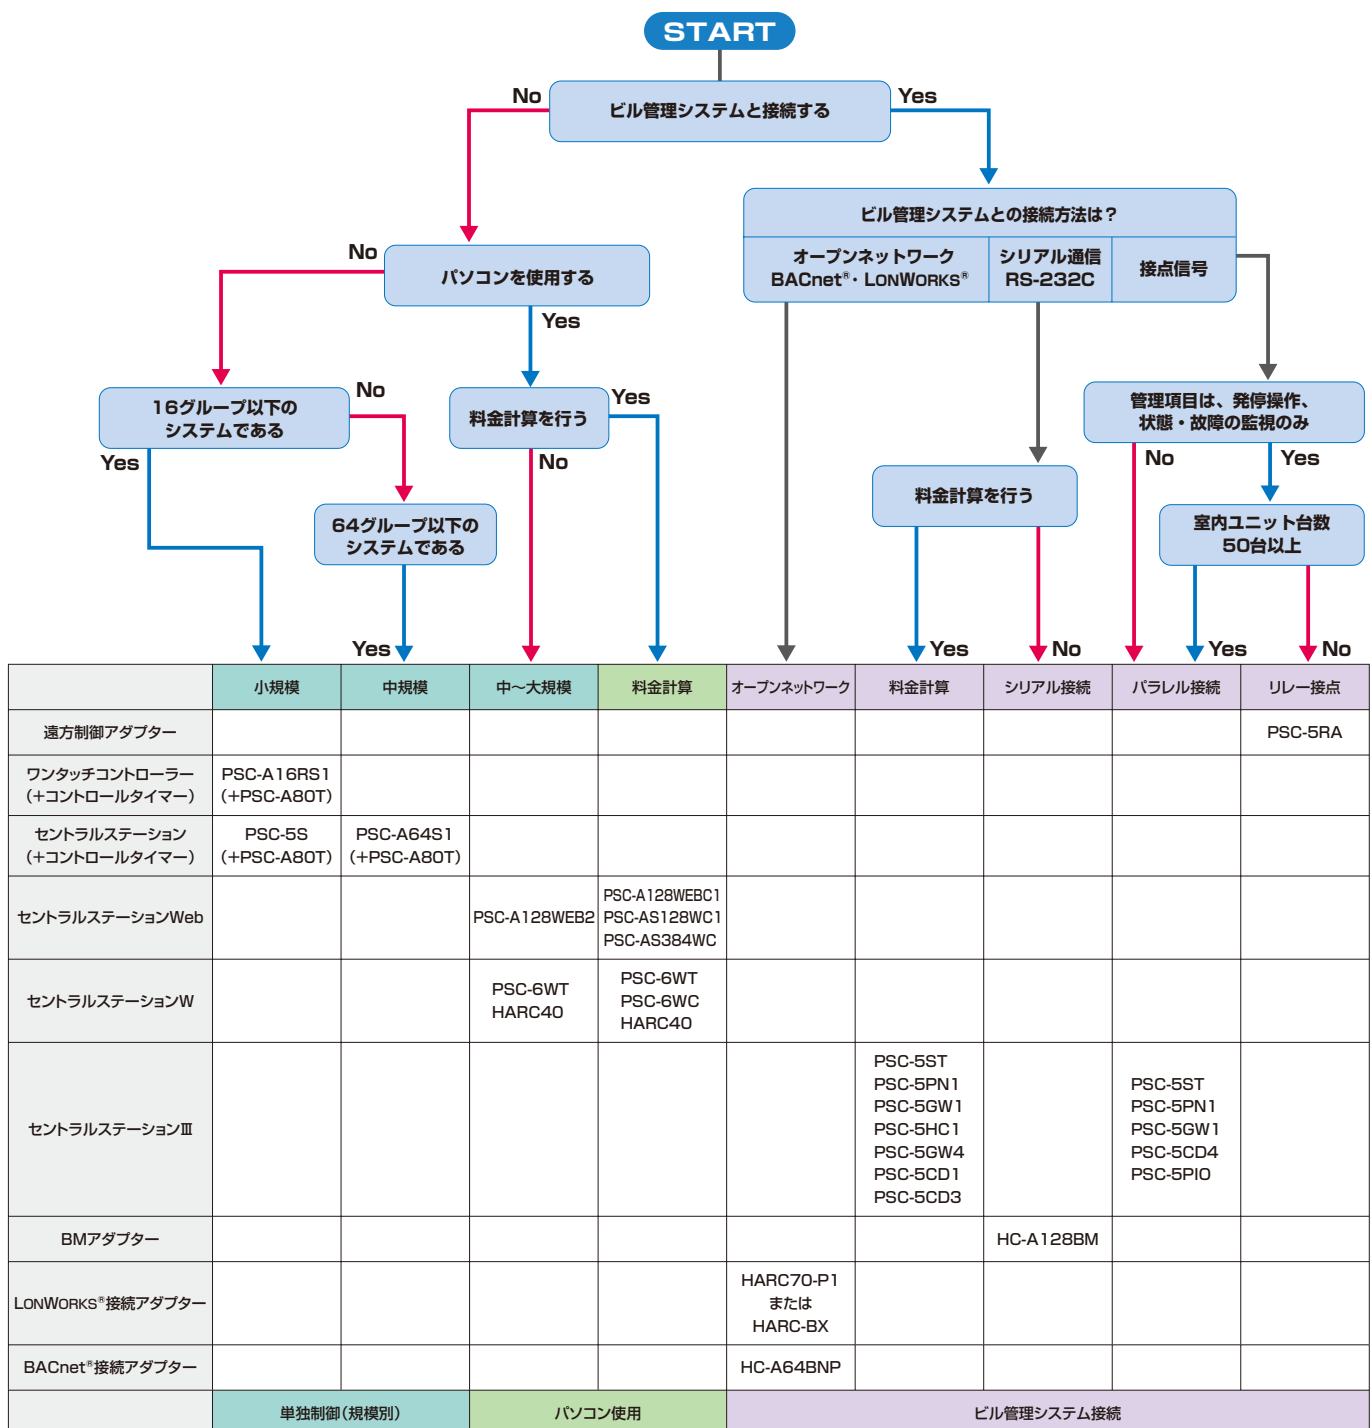 START
No
Yes
ビル管理システムと接続する
ビル管理システムとの接続方法は？
オープンネットワーク
BACnet®・LONWORKS®
シリアル通信
RS-232C
接点信号
No
パソコンを使用する
Yes
16グループ以下の
システムである
No
Yes
料金計算を行う
Yes
No
64グループ以下の
システムである
Yes
料金計算を行う
Yes
No
管理項目は、発停操作、
状態・故障の監視のみ
No
Yes
室内ユニット台数
50台以上
Yes
No
小規模
中規模
中～大規模
料金計算
オープンネットワーク
料金計算
シリアル接続
パラレル接続
リレー接点
遠方制御アダプター
PSC-5RA
ワンタッチコントローラー
(+コントロールタイマー)
PSC-A16RS1
(+PSC-A80T)
セントラルステーション
(+コントロールタイマー)
PSC-5S
(+PSC-A80T)
PSC-A64S1
(+PSC-A80T)
セントラルステーションWeb
PSC-A128WEB2
PSC-A128WEBC1
PSC-AS128WC1
PSC-AS384WC
セントラルステーションW
PSC-6WT
HARC40
PSC-6WT
PSC-6WC
HARC40
セントラルステーションⅢ
PSC-5ST
PSC-5PN1
PSC-5GW1
PSC-5HC1
PSC-5GW4
PSC-5CD1
PSC-5CD3
PSC-5ST
PSC-5PN1
PSC-5GW1
PSC-5CD4
PSC-5PIO
BMアダプター
HC-A128BM
LONWORKS®接続アダプター
HARC70-P1
または
HARC-BX
BACnet®接続アダプター
HC-A64BNP
単独制御(規模別)
パソコン使用
ビル管理システム接続